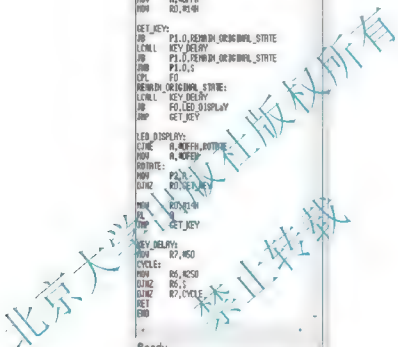 MOV A,#0FFH
MOV R0,#14H
GET_KEY:
JB P1.0,REMAIN_ORIGINAL_STATE
LCALL KEY_DELAY
JB P1.0,REMAIN_ORIGINAL_STATE
JNB P1.0,$
CPL F0
REMAIN_ORIGINAL_STATE:
LCALL KEY_DELAY
JB F0,LED_DISPLAY
JMP GET_KEY
LED_DISPLAY:
CJNE A,#0FFH,ROTATE
MOV A,#0FEH
ROTATE:
MOV P2,A
DJNZ R0,GET_KEY
MOV R0,#14H
RL A
JMP GET_KEY
KEY_DELAY:
MOV R7,#50
CYCLE:
MOV R6,#250
DJNZ R6,$
DJNZ R7,CYCLE
RET
END
北京大学出版社版权所有
禁止转载